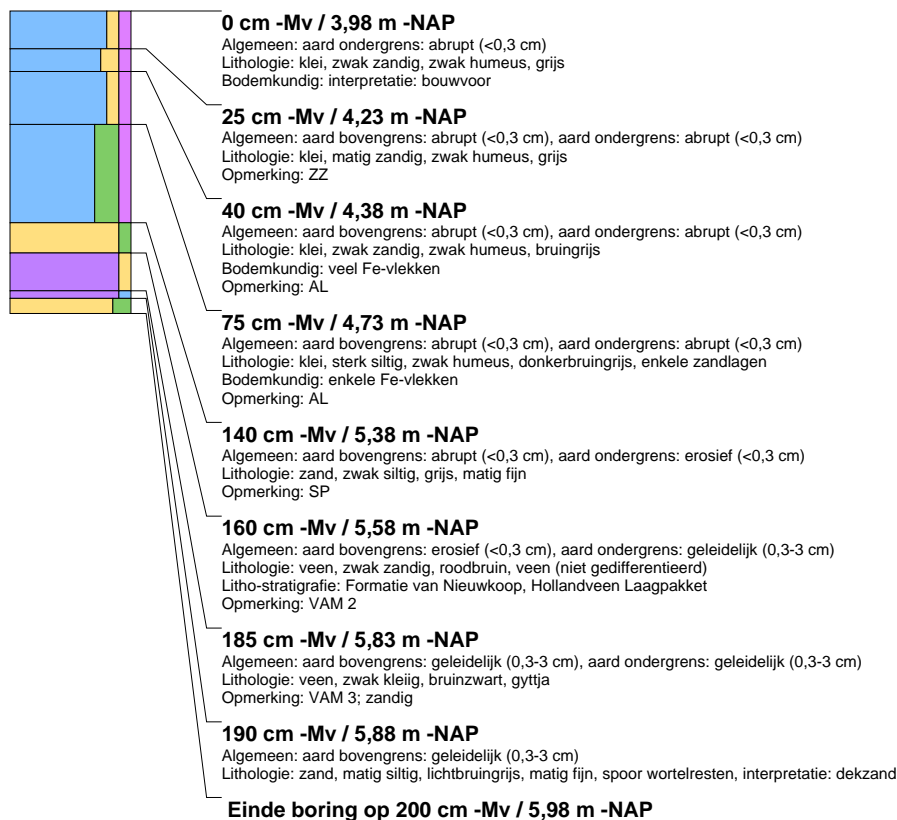 0 cm -Mv / 3,98 m -NAP
Algemeen: aard ondergrens: abrupt (<0,3 cm)
Lithologie: klei, zwak zandig, zwak humeus, grijs
Bodemkundig: interpretatie: bouwvoor
25 cm -Mv / 4,23 m -NAP
Algemeen: aard bovengrens: abrupt (<0,3 cm), aard ondergrens: abrupt (<0,3 cm)
Lithologie: klei, matig zandig, zwak humeus, grijs
Opmerking: ZZ
40 cm -Mv / 4,38 m -NAP
Algemeen: aard bovengrens: abrupt (<0,3 cm), aard ondergrens: abrupt (<0,3 cm)
Lithologie: klei, zwak zandig, zwak humeus, bruingrijs
Bodemkundig: veel Fe-vlekken
Opmerking: AL
75 cm -Mv / 4,73 m -NAP
Algemeen: aard bovengrens: abrupt (<0,3 cm), aard ondergrens: abrupt (<0,3 cm)
Lithologie: klei, sterk siltig, zwak humeus, donkerbruingrijs, enkele zandlagen
Bodemkundig: enkele Fe-vlekken
Opmerking: AL
140 cm -Mv / 5,38 m -NAP
Algemeen: aard bovengrens: abrupt (<0,3 cm), aard ondergrens: erosief (<0,3 cm)
Lithologie: zand, zwak siltig, grijs, matig fijn
Opmerking: SP
160 cm -Mv / 5,58 m -NAP
Algemeen: aard bovengrens: erosief (<0,3 cm), aard ondergrens: geleidelijk (0,3-3 cm)
Lithologie: veen, zwak zandig, roodbruin, veen (niet gedifferentieerd)
Litho-stratigrafie: Formatie van Nieuwkoop, Hollandveen Laagpakket
Opmerking: VAM 2
185 cm -Mv / 5,83 m -NAP
Algemeen: aard bovengrens: geleidelijk (0,3-3 cm), aard ondergrens: geleidelijk (0,3-3 cm)
Lithologie: veen, zwak kleiig, bruinzwart, gyttja
Opmerking: VAM 3; zandig
190 cm -Mv / 5,88 m -NAP
Algemeen: aard bovengrens: geleidelijk (0,3-3 cm)
Lithologie: zand, matig siltig, lichtbruingrijs, matig fijn, spoor wortelresten, interpretatie: dekzand
Einde boring op 200 cm -Mv / 5,98 m -NAP